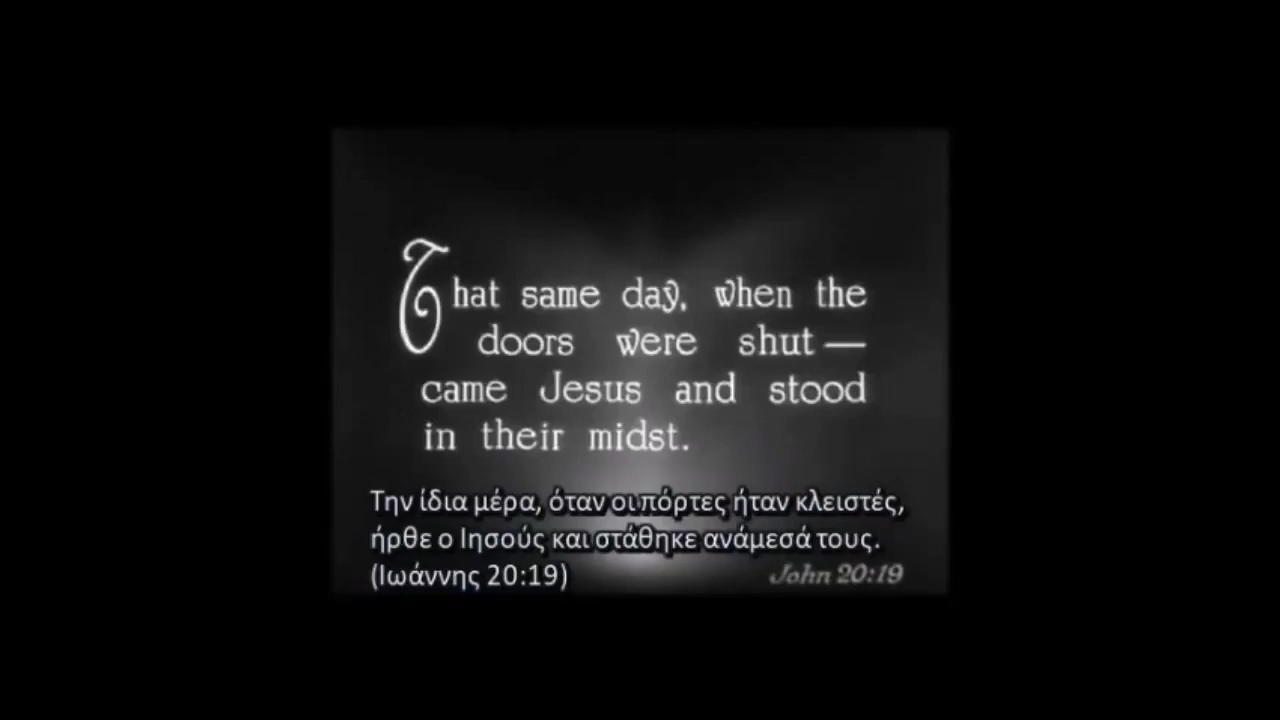 That same day, when the
doors were shut —
came Jesus and stood
in their midst.
Την ίδια μέρα, όταν οι πόρτες ήταν κλειστές,
ήρθε ο Ιησούς και στάθηκε ανάμεσά τους.
(Ιωάννης 20:19)
John 20:19